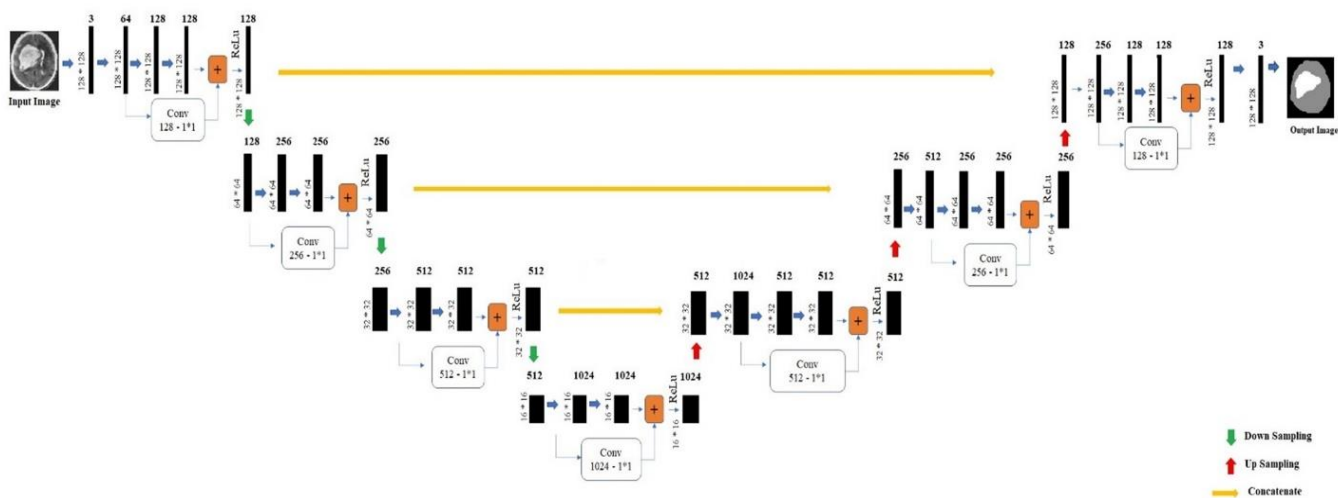 3 64 128 128 128
128 * 128
128 * 128
128 * 128
128 * 128
+
ReLu
128 * 128
Input Image
Conv
128 - 1*1
128 256 128 128 128 3
128 * 128
128 * 128
128 * 128
128 * 128
+
ReLu
128 * 128
128 * 128
Output Image
Conv
128 - 1*1
128 256 256 256
64 * 64
64 * 64
64 * 64
+
ReLu
64 * 64
Conv
256 - 1*1
256 512 256 256 256
64 * 64
64 * 64
64 * 64
64 * 64
+
ReLu
64 * 64
Conv
256 - 1*1
256 512 512 512
32 * 32
32 * 32
32 * 32
+
ReLu
32 * 32
Conv
512 - 1*1
512 1024 512 512 512
32 * 32
32 * 32
32 * 32
32 * 32
+
ReLu
32 * 32
Conv
512 - 1*1
512 1024 1024 1024
16 * 16
16 * 16
16 * 16
+
ReLu
16 * 16
Conv
1024 - 1*1
Down Sampling
Up Sampling
Concatenate